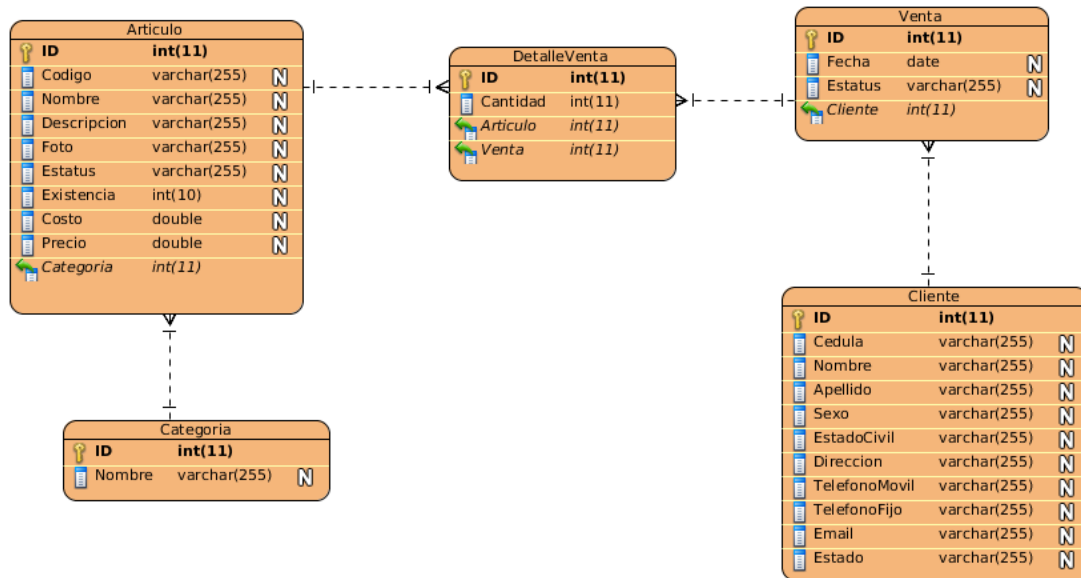 Articulo
ID int(11)
Codigo varchar(255) N
Nombre varchar(255) N
Descripcion varchar(255) N
Foto varchar(255) N
Estatus varchar(255) N
Existencia int(10) N
Costo double N
Precio double N
Categoria int(11)
DetalleVenta
ID int(11)
Cantidad int(11)
Articulo int(11)
Venta int(11)
Venta
ID int(11)
Fecha date N
Estatus varchar(255) N
Cliente int(11)
Categoria
ID int(11)
Nombre varchar(255) N
Cliente
ID int(11)
Cedula varchar(255) N
Nombre varchar(255) N
Apellido varchar(255) N
Sexo varchar(255) N
EstadoCivil varchar(255) N
Direccion varchar(255) N
TelefonoMovil varchar(255) N
TelefonoFijo varchar(255) N
Email varchar(255) N
Estado varchar(255) N